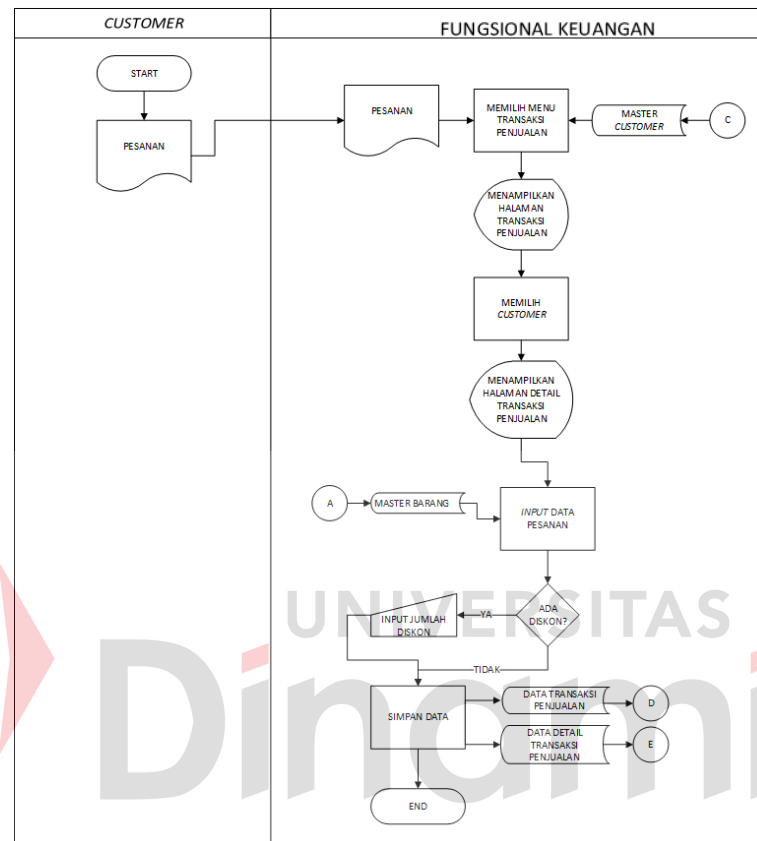 CUSTOMER
FUNGSIONAL KEUANGAN
START
PESANAN
PESANAN
MEMILIH MENU
TRANSAKSI
PENJUALAN
MASTER
CUSTOMER
C
MENAMPILKAN
HALAMAN
TRANSAKSI
PENJUALAN
MEMILIH
CUSTOMER
MENAMPILKAN
HALAMAN DETAIL
TRANSAKSI
PENJUALAN
A
MASTER BARANG
INPUT DATA
PESANAN
UNIVERSITAS
ADA
DISKON?
YA
INPUT JUMLAH
DISKON
TIDAK
Dinami
SIMPAN DATA
DATA TRANSAKSI
PENJUALAN
D
DATA DETAIL
TRANSAKSI
PENJUALAN
E
END